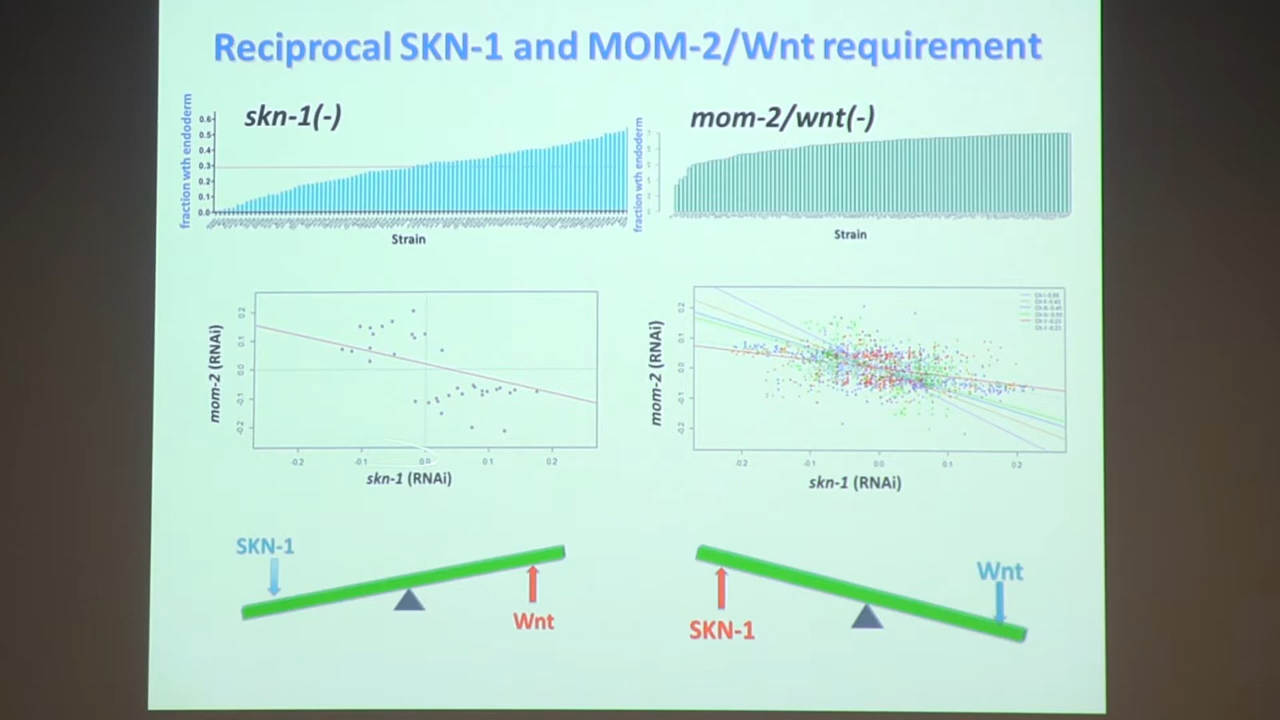 Reciprocal SKN-1 and MOM-2/Wnt requirement
skn-1(-)
fraction wth endoderm
0.6
0.5
0.4
0.3
0.2
0.1
0.0
Strain
mom-2/wnt(-)
fraction wth endoderm
Strain
mom-2 (RNAi)
0.2
0.1
0.0
-0.1
-0.2
-0.2
-0.1
0.0
0.1
0.2
skn-1 (RNAi)
mom-2 (RNAi)
0.2
0.1
0.0
-0.1
-0.2
-0.2
-0.1
0.0
0.1
0.2
skn-1 (RNAi)
SKN-1
Wnt
SKN-1
Wnt